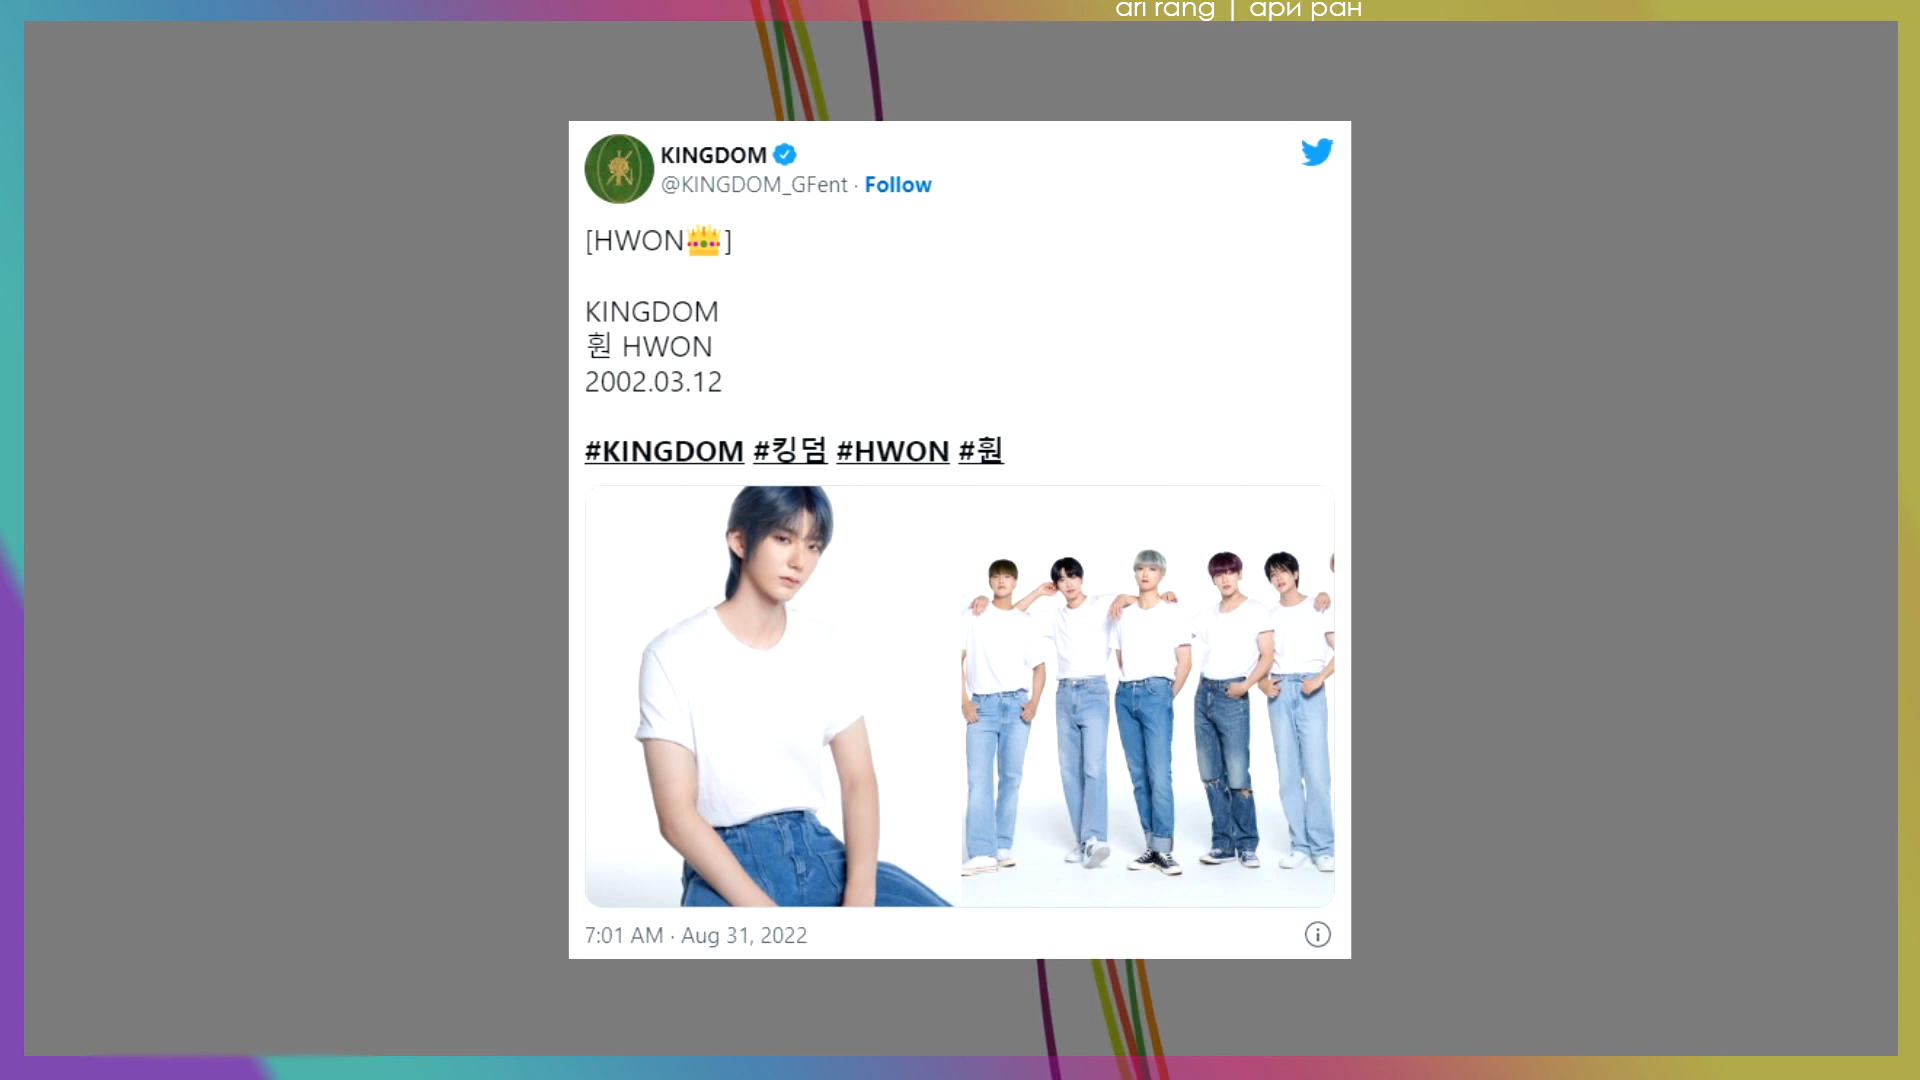 ari rang | ари ран
KINGDOM
@KINGDOM_GFent · Follow
[HWON👑]
KINGDOM
훤 HWON
2002.03.12
#KINGDOM #킹덤 #HWON #훤
7:01 AM · Aug 31, 2022